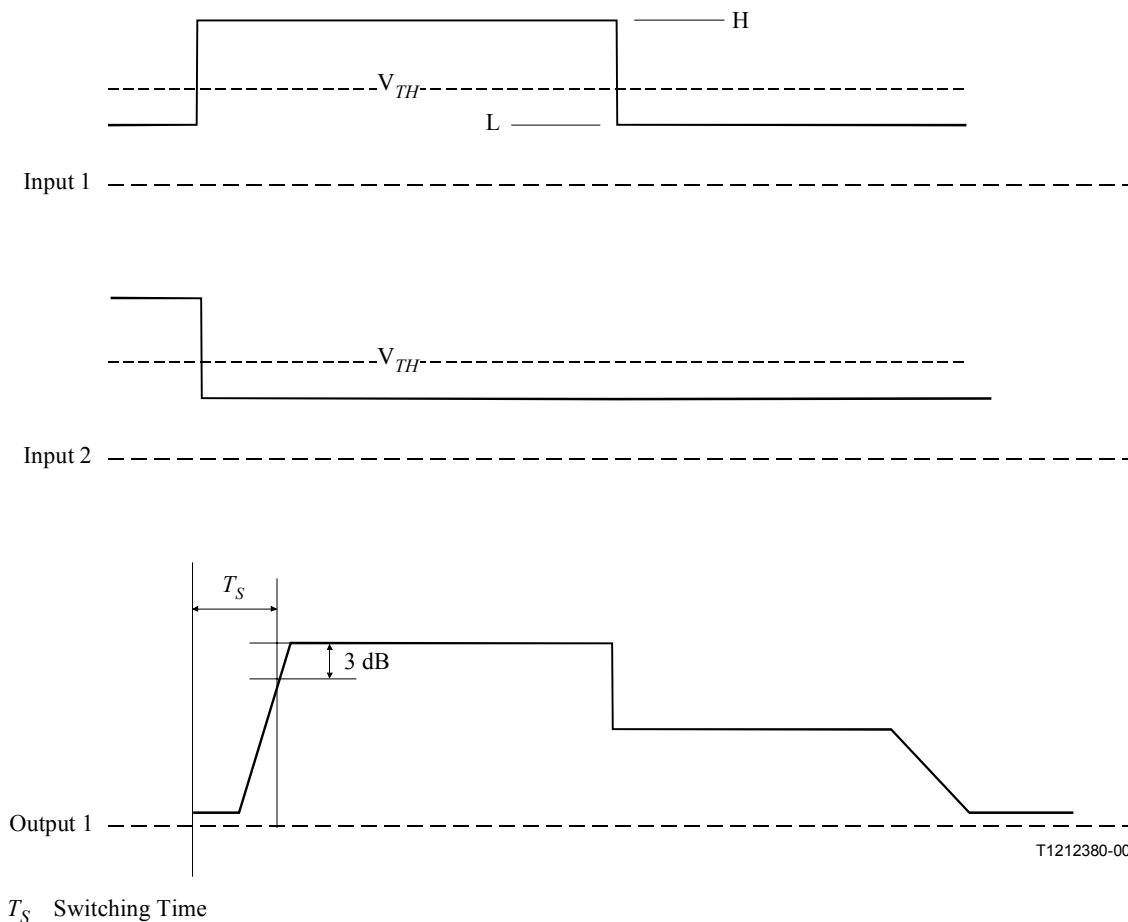 H
V_TH
L
Input 1
V_TH
Input 2
T_S
3 dB
Output 1
T1212380-00
T_S Switching Time